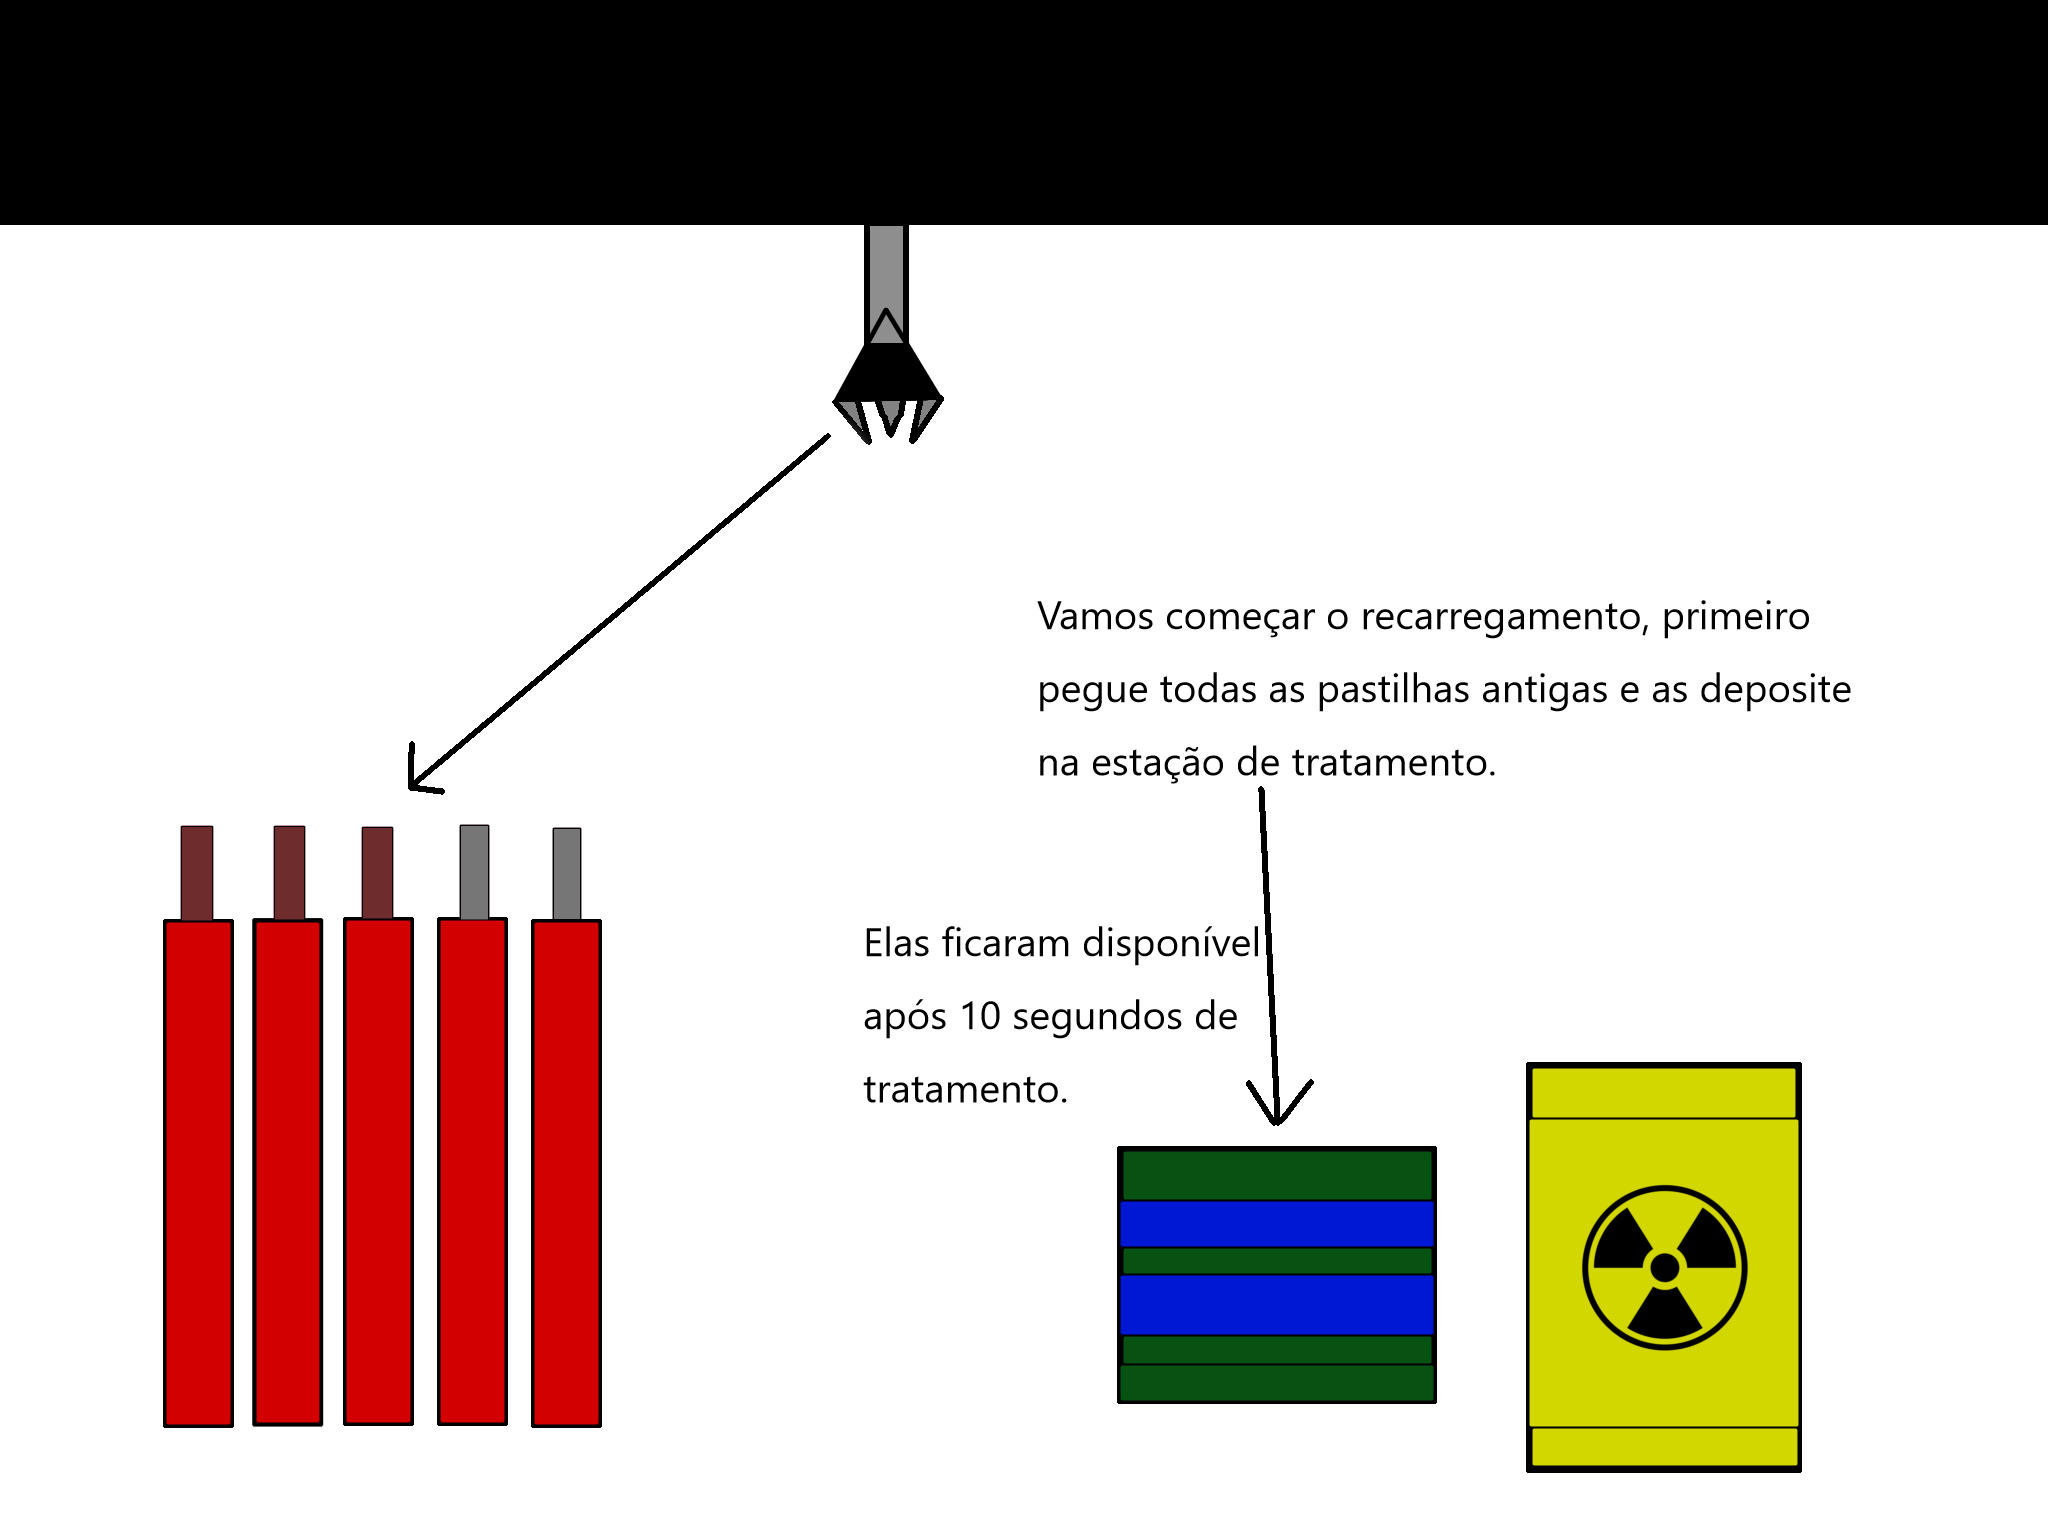 Vamos começar o recarregamento, primeiro
pegue todas as pastilhas antigas e as deposite
na estação de tratamento.
Elas ficaram disponível
após 10 segundos de
tratamento.